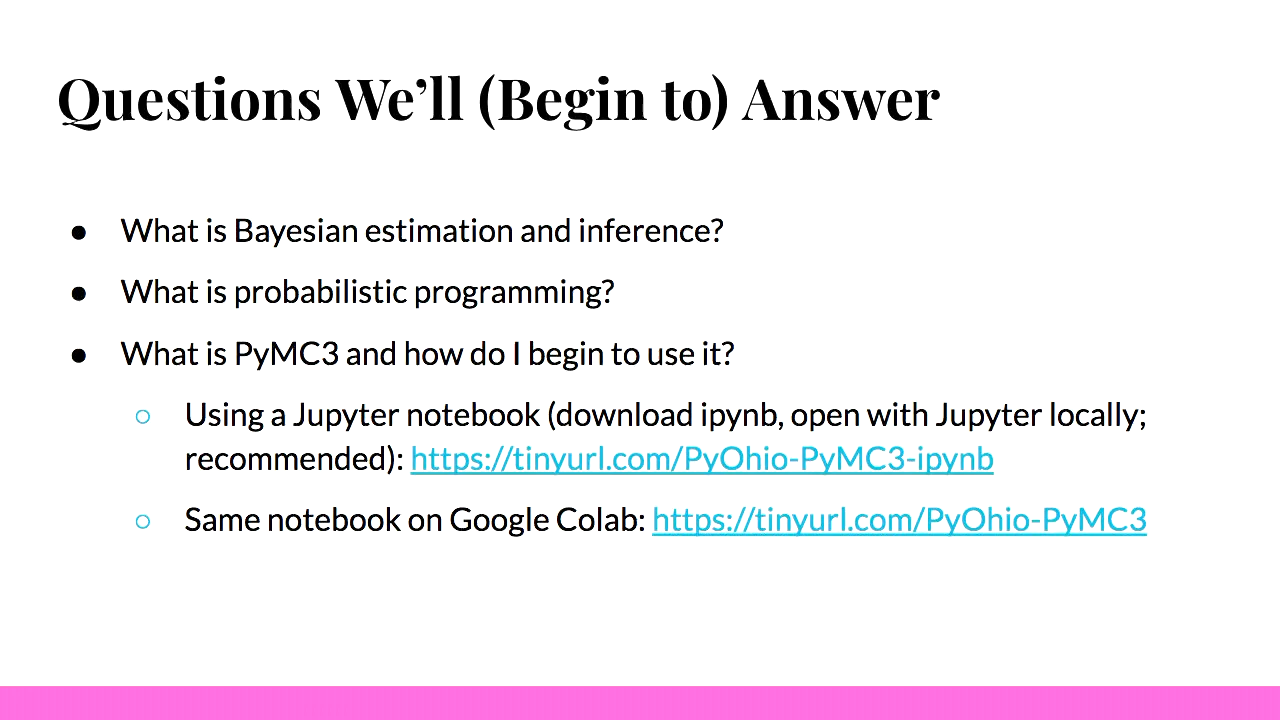 Questions We’ll (Begin to) Answer
● What is Bayesian estimation and inference?
● What is probabilistic programming?
● What is PyMC3 and how do I begin to use it?
○ Using a Jupyter notebook (download ipynb, open with Jupyter locally;
recommended): https://tinyurl.com/PyOhio-PyMC3-ipynb
○ Same notebook on Google Colab: https://tinyurl.com/PyOhio-PyMC3